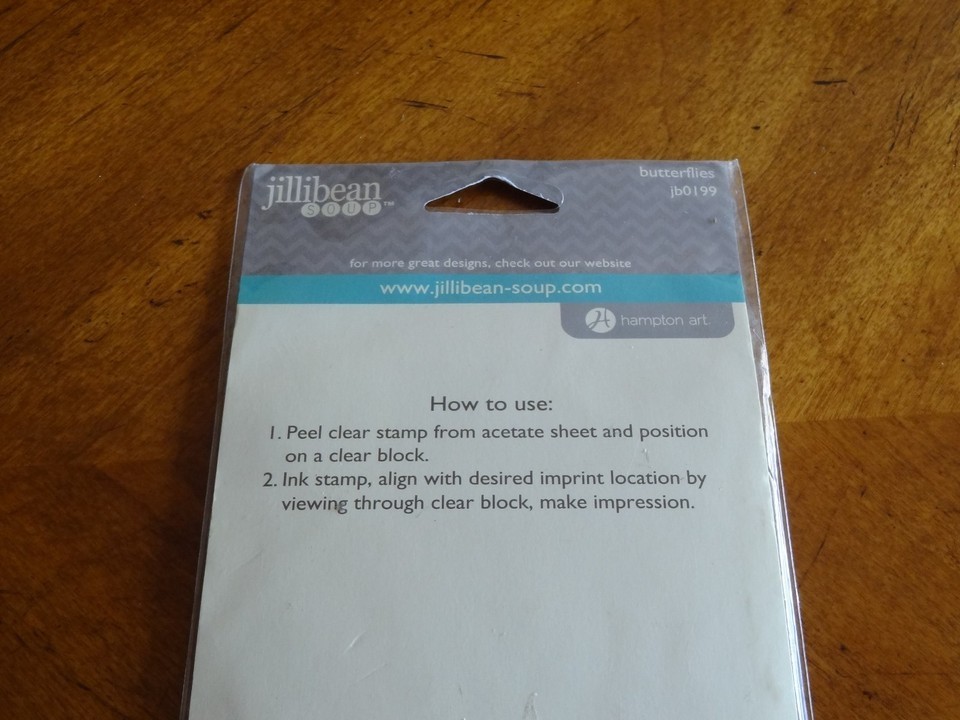 jillibean
SOUP™
butterflies
jb0199
for more great designs, check out our website
www.jillibean-soup.com
H hampton art.
How to use:
1. Peel clear stamp from acetate sheet and position
on a clear block.
2. Ink stamp, align with desired imprint location by
viewing through clear block, make impression.